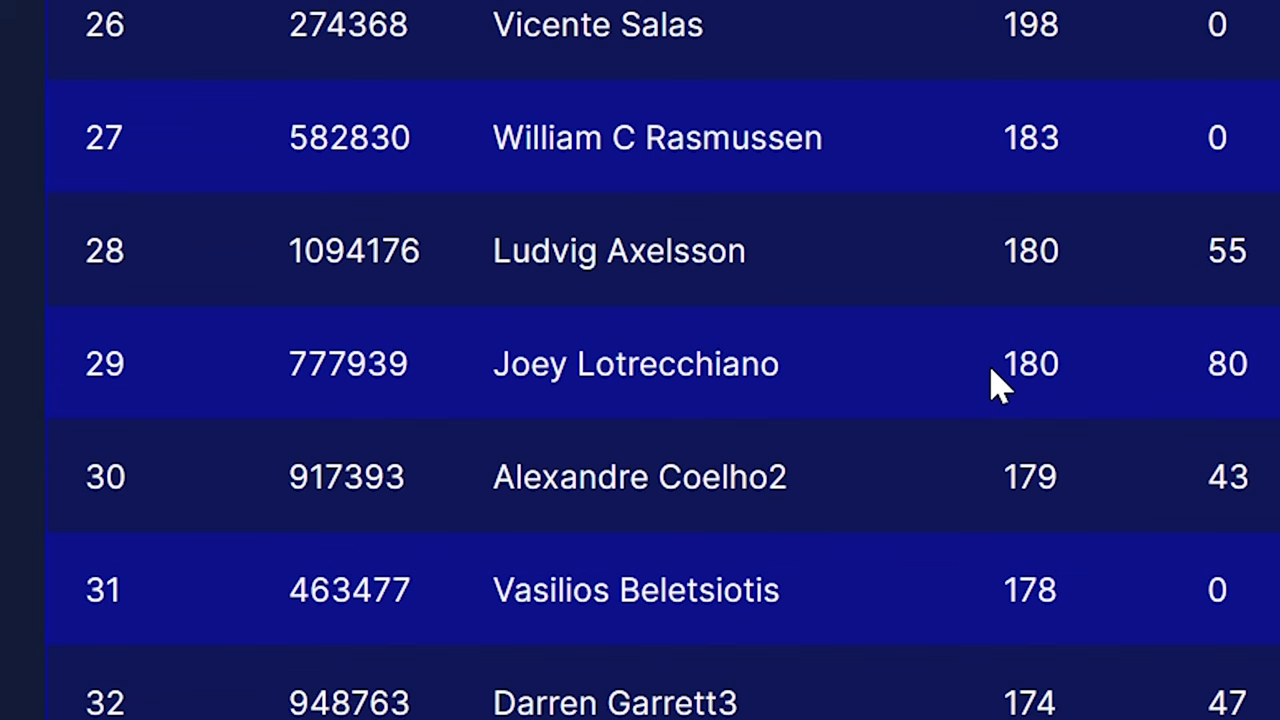 26 274368 Vicente Salas 198 0
27 582830 William C Rasmussen 183 0
28 1094176 Ludvig Axelsson 180 55
29 777939 Joey Lotrecchiano 180 80
30 917393 Alexandre Coelho2 179 43
31 463477 Vasilios Beletsiotis 178 0
32 948763 Darren Garrett3 174 47